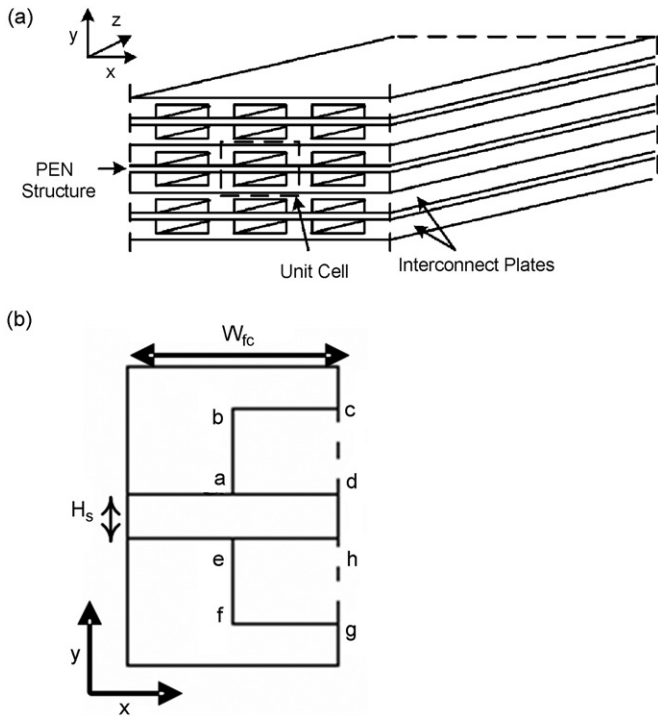 (a)
y
z
x
PEN
Structure
Unit Cell
Interconnect Plates
(b)
Wfc
b
c
a
d
Hs
e
h
f
g
y
x